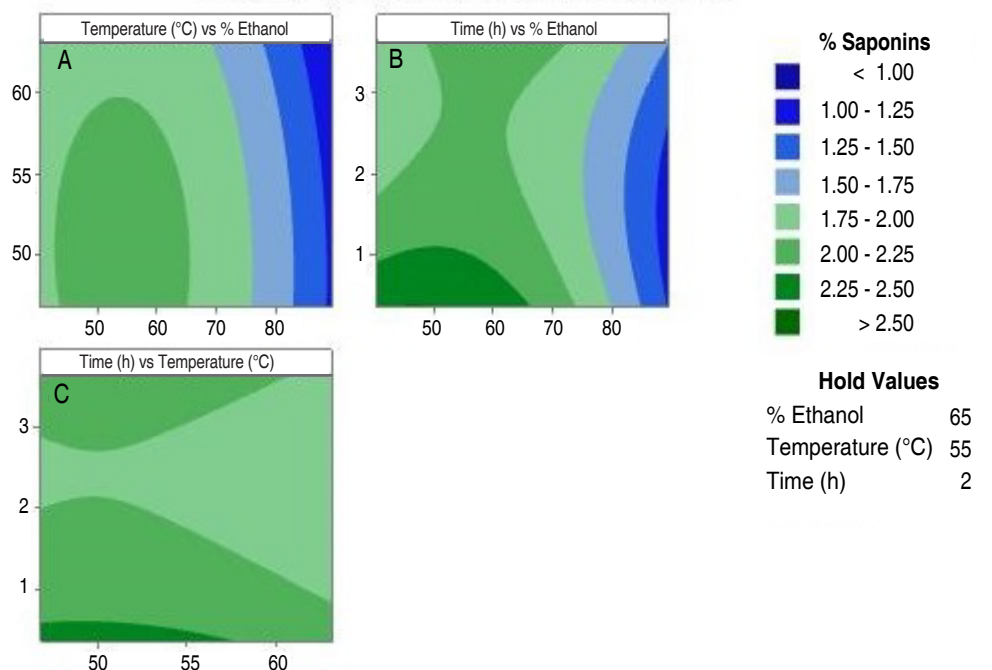 Temperature (°C) vs % Ethanol
A
60
55
50
50 60 70 80
Time (h) vs % Ethanol
B
3
2
1
50 60 70 80
Time (h) vs Temperature (°C)
C
3
2
1
50 55 60
% Saponins
< 1.00
1.00 - 1.25
1.25 - 1.50
1.50 - 1.75
1.75 - 2.00
2.00 - 2.25
2.25 - 2.50
> 2.50
Hold Values
% Ethanol 65
Temperature (°C) 55
Time (h) 2